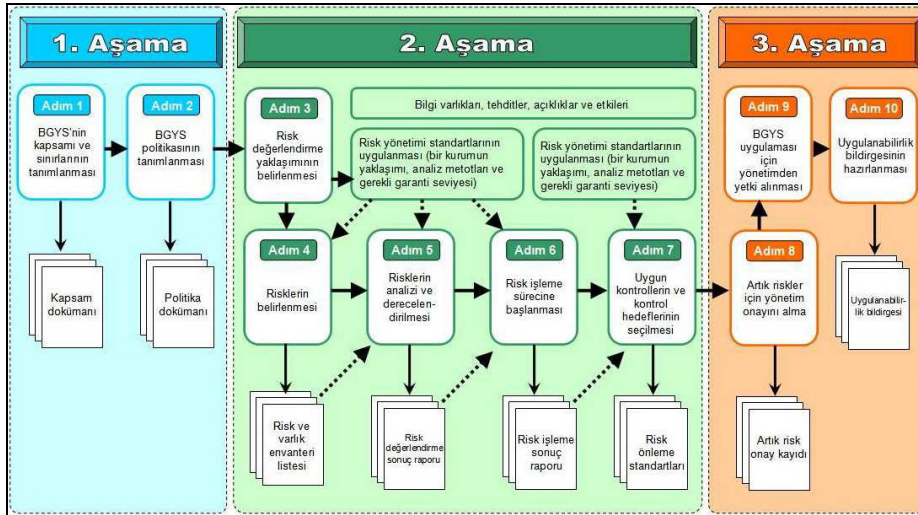 1. Aşama
Adım 1
BGYS'nin
kapsamı ve
sınırlarının
tanımlanması
Adım 2
BGYS
politikasının
tanımlanması
Kapsam
dokümanı
Politika
dokümanı
2. Aşama
Adım 3
Risk
değerlendirme
yaklaşımının
belirlenmesi
Bilgi varlıkları, tehditler, açıklıklar ve etkileri
Risk yönetimi standartlarının
uygulanması (bir kurumun
yaklaşımı, analiz metotları ve
gerekli garanti seviyesi)
Risk yönetimi standartlarının
uygulanması (bir kurumun
yaklaşımı, analiz metotları ve
gerekli garanti seviyesi)
Adım 4
Risklerin
belirlenmesi
Adım 5
Risklerin
analizi ve
derecelen-
dirilmesi
Adım 6
Risk işleme
sürecine
başlanması
Adım 7
Uygun
kontrollerin ve
kontrol
hedeflerinin
seçilmesi
Risk ve
varlık
envanteri
listesi
Risk
değerlendirme
sonuç raporu
Risk işleme
sonuç
raporu
Risk
önleme
standartları
3. Aşama
Adım 9
BGYS
uygulaması
için
yönetimden
yetki alınması
Adım 10
Uygulanabilirlik
bildirgesinin
hazırlanması
Adım 8
Artık riskler
için yönetim
onayını alma
Uygulanabilir-
lik bildirgesi
Artık risk
onay kayıdı